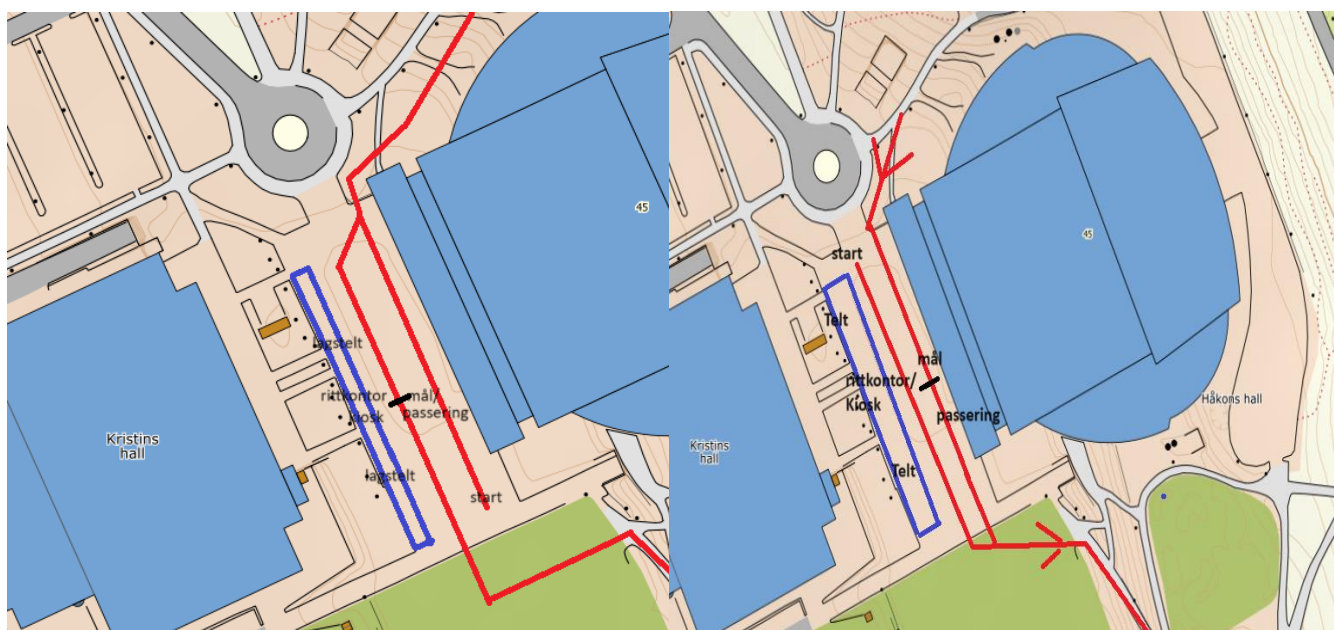 45
lagstelt
rittkontor
kiosk
mål/
passering
Kristins
hall
lagstelt
start
start
45
Telt
mål
rittkontor/
Kiosk
passering
Håkons hall
Kristins
hall
Telt